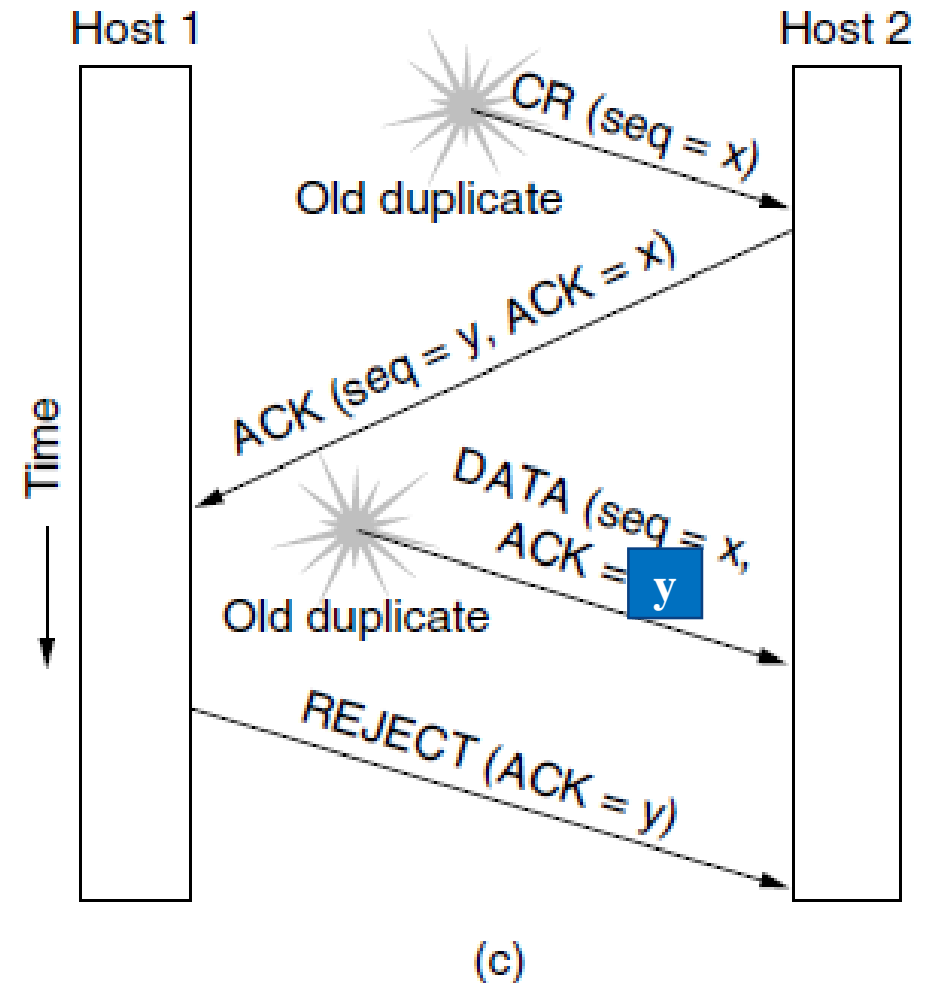 Host 1
Host 2
CR (seq = x)
Old duplicate
ACK (seq = y, ACK = x)
Time
DATA (seq = x,
ACK = y
Old duplicate
REJECT (ACK = y)
(c)